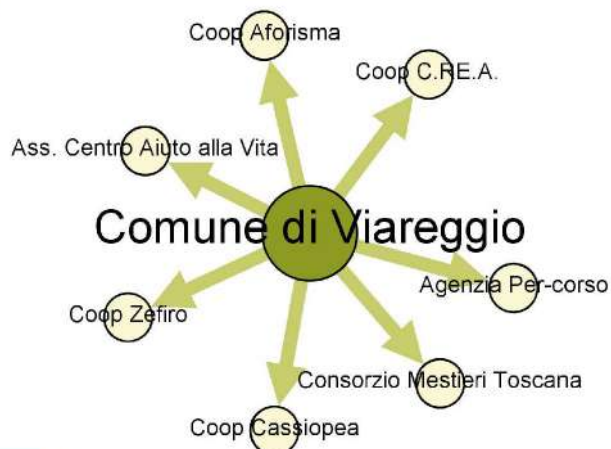 Coop Aforisma
Coop C.RE.A.
Ass. Centro Aiuto alla Vita
Comune di Viareggio
Agenzia Per-corso
Coop Zefiro
Consorzio Mestieri Toscana
Coop Cassiopea